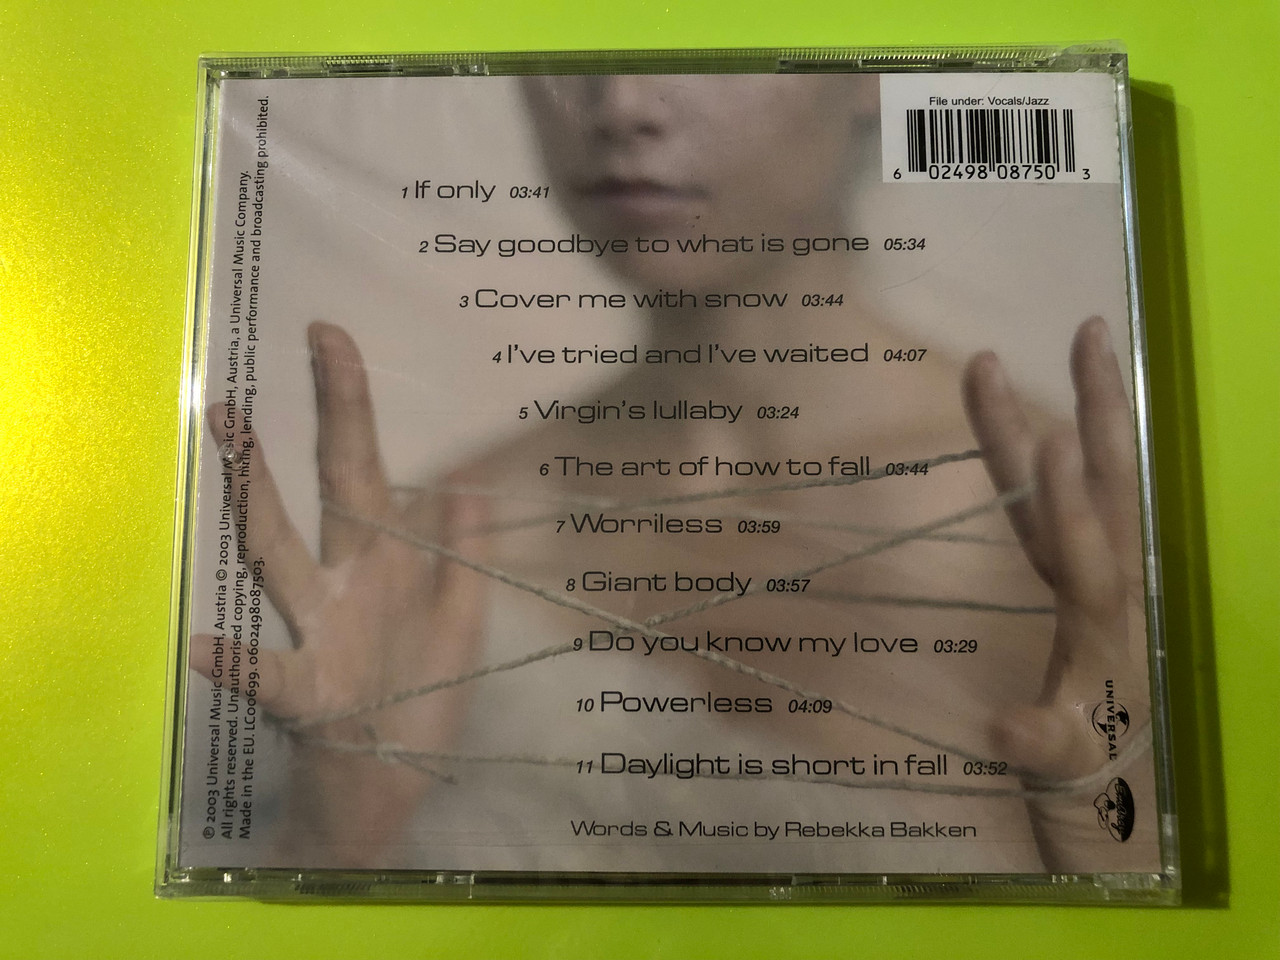 File under: Vocals/Jazz
6 02498 08750 3
1 If only 03:41
2 Say goodbye to what is gone 05:34
3 Cover me with snow 03:44
4 I've tried and I've waited 04:07
5 Virgin's lullaby 03:24
6 The art of how to fall 03:44
7 Worriless 03:59
8 Giant body 03:57
9 Do you know my love 03:29
10 Powerless 04:09
11 Daylight is short in fall 03:52
Words & Music by Rebekka Bakken
℗ 2003 Universal Music GmbH, Austria © 2003 Universal Music GmbH, Austria, a Universal Music Company.
All rights reserved. Unauthorised copying, reproduction, hiring, lending, public performance and broadcasting prohibited.
Made in the EU. LC00699. 0602498087503.
UNIVERSAL